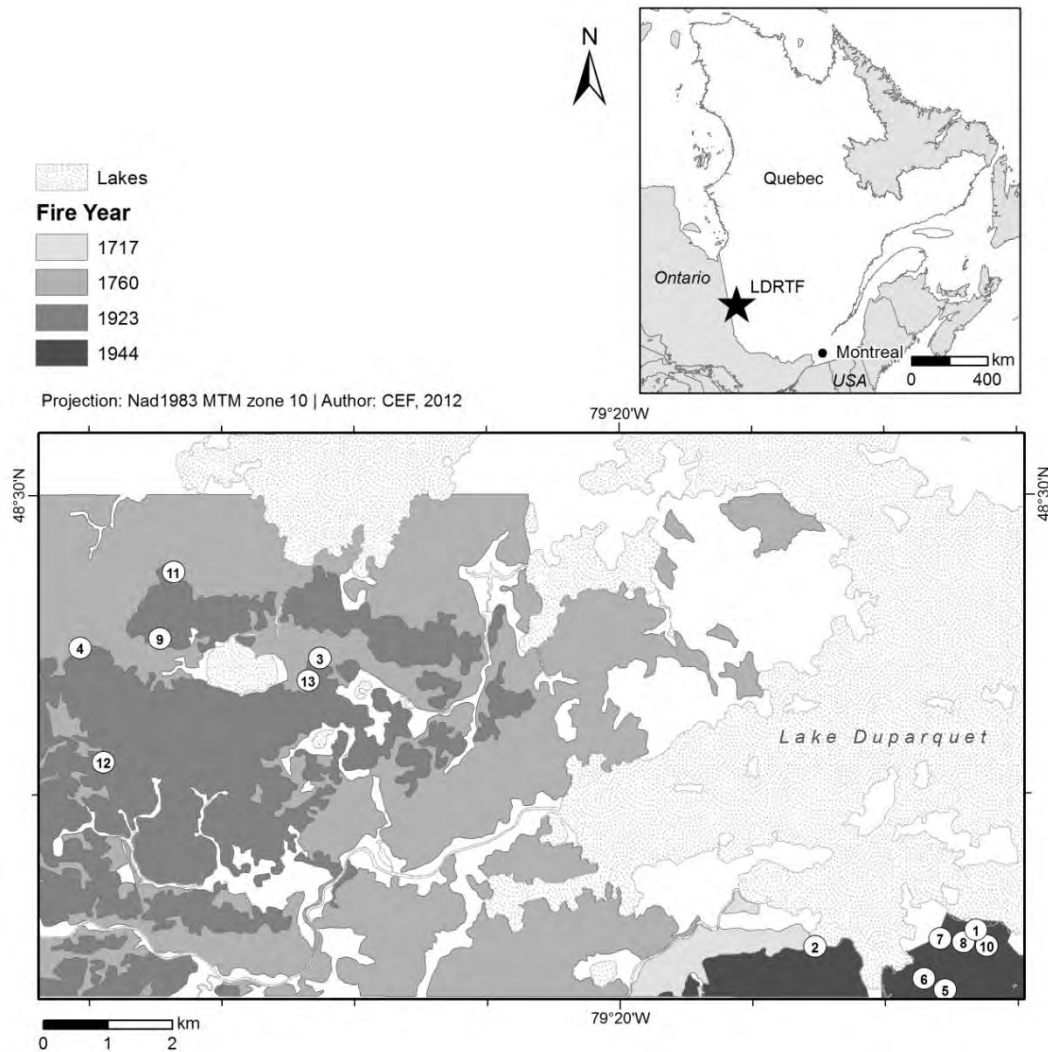 N
Quebec
Ontario
LDRTF
Montreal
USA
km
0 400
Lakes
Fire Year
1717
1760
1923
1944
Projection: Nad1983 MTM zone 10 | Author: CEF, 2012
79°20'W
48°30'N
48°30'N
11
9
4
3
13
12
Lake Duparquet
1
7
8
10
2
6
5
79°20'W
km
0 1 2